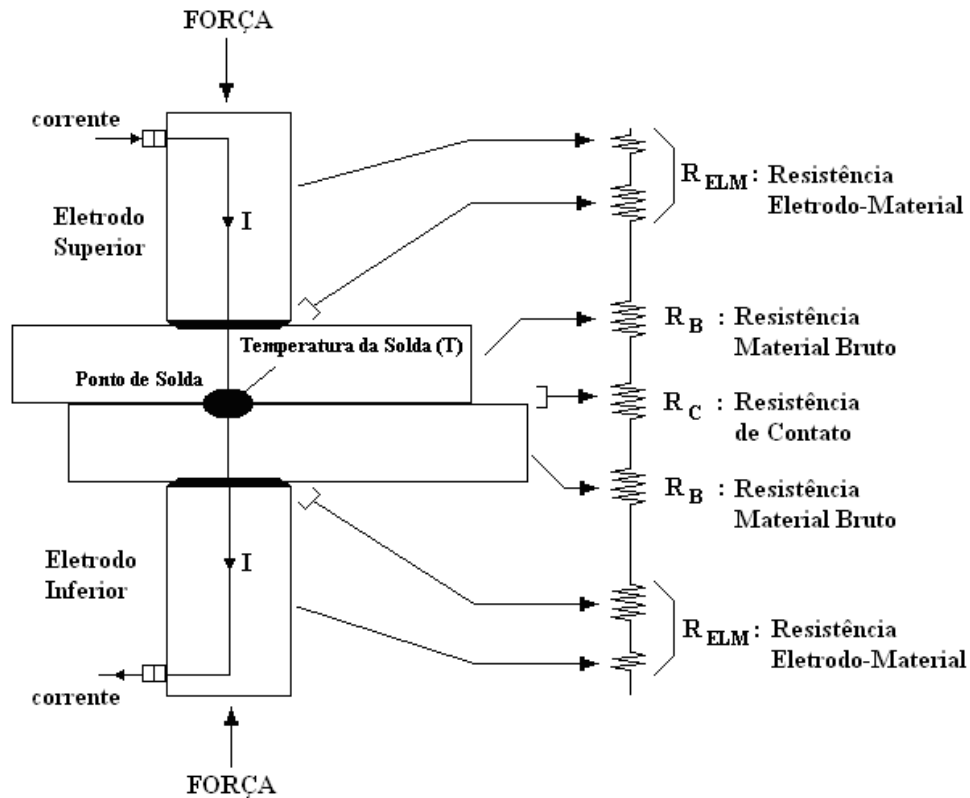 FORÇA
corrente
I
Eletrodo
Superior
R ELM : Resistência
Eletrodo-Material
Temperatura da Solda (T)
Ponto de Solda
R B : Resistência
Material Bruto
R C : Resistência
de Contato
R B : Resistência
Material Bruto
Eletrodo
Inferior
I
R ELM : Resistência
Eletrodo-Material
corrente
FORÇA